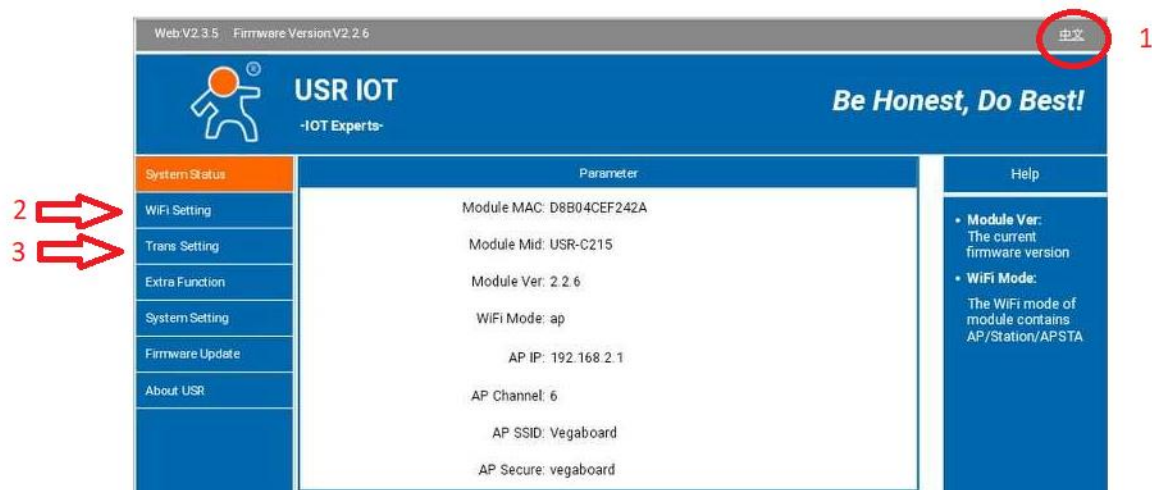 Web:V2.3.5 Firmware Version:V2.2.6
中文
1
®
USR IOT
-IOT Experts-
Be Honest, Do Best!
System Status
2
WiFi Setting
3
Trans Setting
Extra Function
System Setting
Firmware Update
About USR
Parameter
Module MAC: D8B04CEF242A
Module Mid: USR-C215
Module Ver: 2.2.6
WiFi Mode: ap
AP IP: 192.168.2.1
AP Channel: 6
AP SSID: Vegaboard
AP Secure: vegaboard
Help
• Module Ver:
The current
firmware version
• WiFi Mode:
The WiFi mode of
module contains
AP/Station/APSTA